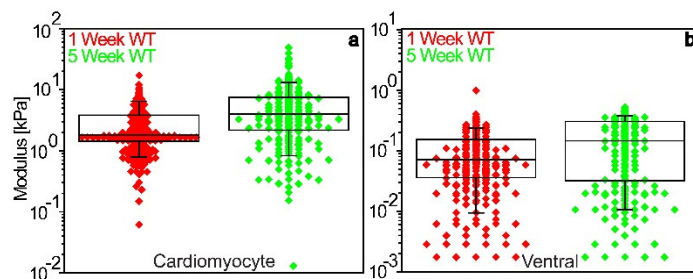 a
1 Week WT
5 Week WT
Modulus [kPa]
10²
10¹
10⁰
10⁻¹
10⁻²
Cardiomyocyte
b
1 Week WT
5 Week WT
10¹
10⁰
10⁻¹
10⁻²
10⁻³
Ventral